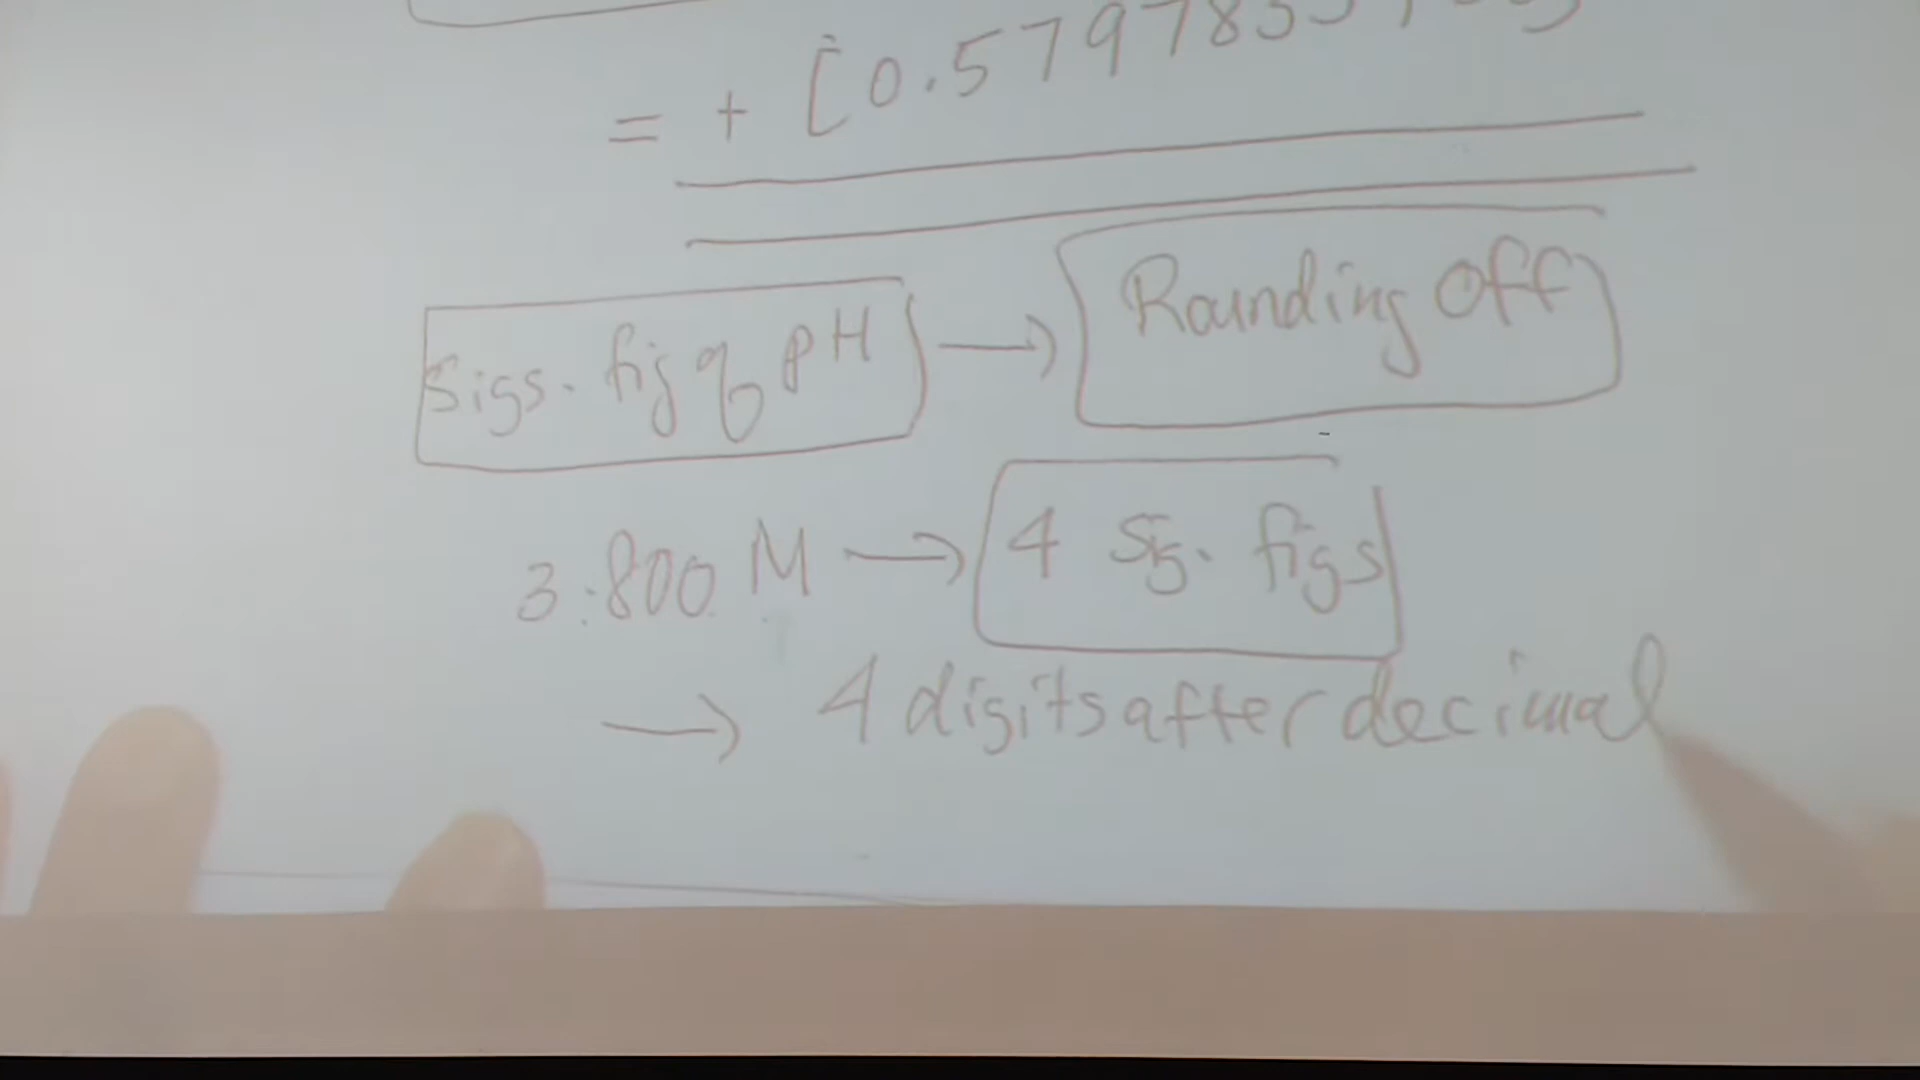 = + [0.579783
Sigs. fig of pH → Rounding Off
3.800 M → 4 Sig. figs
→ 4 digits after decimal